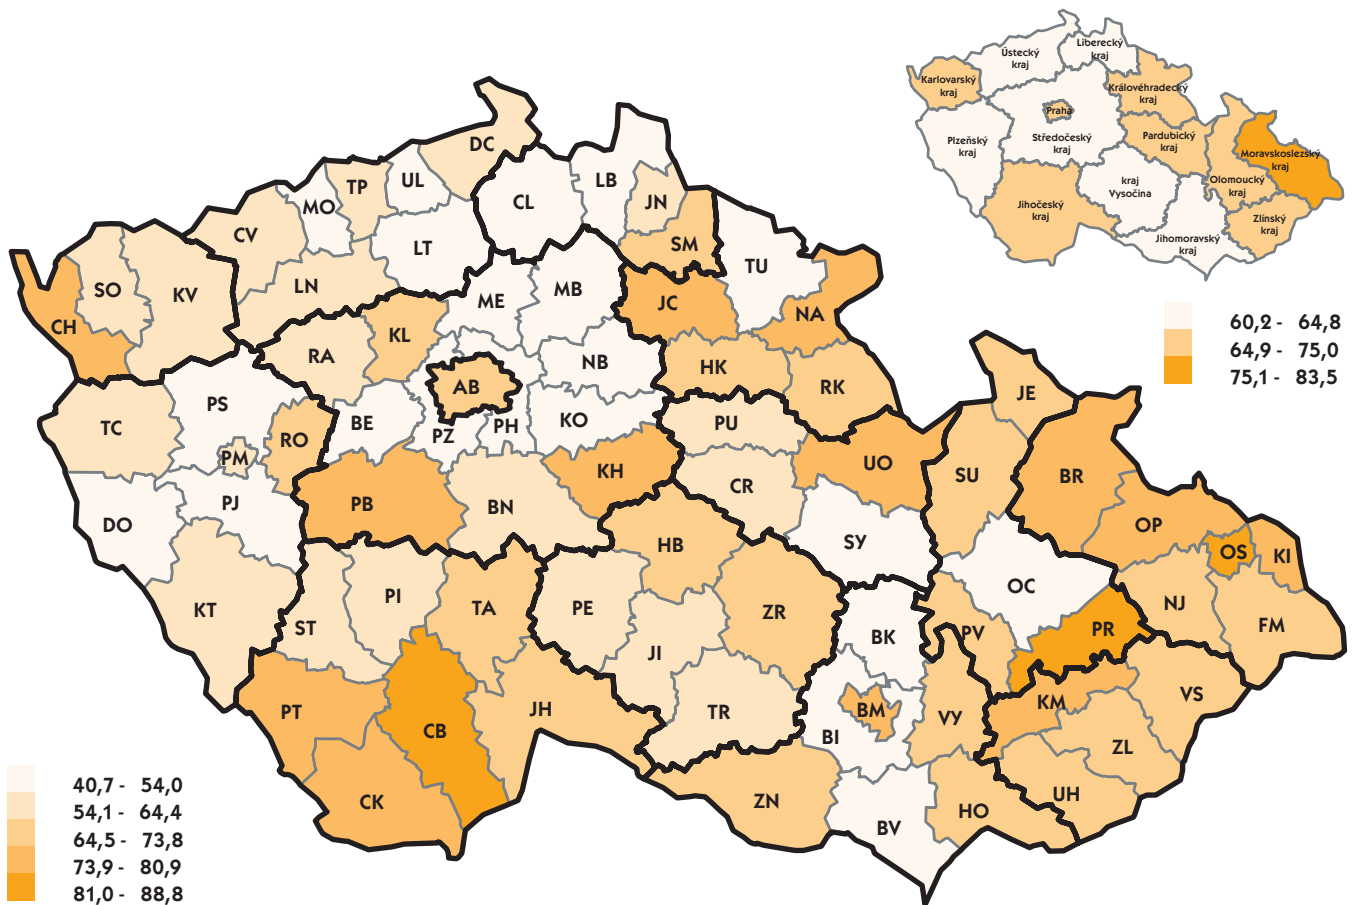 Ústecký
kraj
Liberecký
kraj
Karlovarský
kraj
Královéhradecký
kraj
Praha
Plzeňský
kraj
Středočeský
kraj
Pardubický
kraj
Moravskoslezský
kraj
kraj
Vysočina
Olomoucký
kraj
Jihočeský
kraj
Jihomoravský
kraj
Zlínský
kraj
60,2 - 64,8
64,9 - 75,0
75,1 - 83,5
DC
TP
UL
MO
LB
CL
JN
CV
LT
SM
TU
SO
KV
LN
ME
MB
JC
NA
CH
KL
RA
AB
NB
HK
RK
PS
BE
PZ
PH
KO
PU
JE
TC
RO
PM
KH
UO
SU
BR
PB
BN
CR
DO
PJ
OP
HB
SY
OS
KI
KT
PI
TA
PE
OC
NJ
ST
ZR
BK
PV
PR
FM
JI
PT
CB
JH
TR
BI
BM
VY
KM
VS
ZL
CK
ZN
BV
HO
UH
40,7 - 54,0
54,1 - 64,4
64,5 - 73,8
73,9 - 80,9
81,0 - 88,8